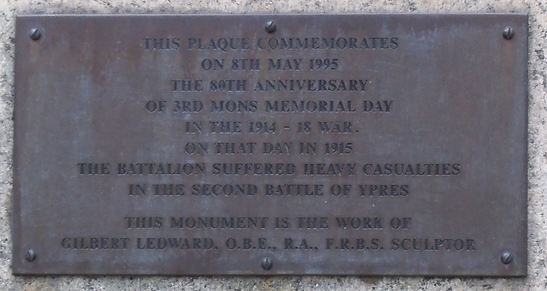 THIS PLAQUE COMMEMORATES
ON 8TH MAY 1995
THE 80TH ANNIVERSARY
OF 3RD MONS MEMORIAL DAY
IN THE 1914 - 18 WAR.
ON THAT DAY IN 1915
THE BATTALION SUFFERED HEAVY CASUALTIES
IN THE SECOND BATTLE OF YPRES
THIS MONUMENT IS THE WORK OF
GILBERT LEDWARD, O.B.E., R.A., F.R.B.S. SCULPTOR